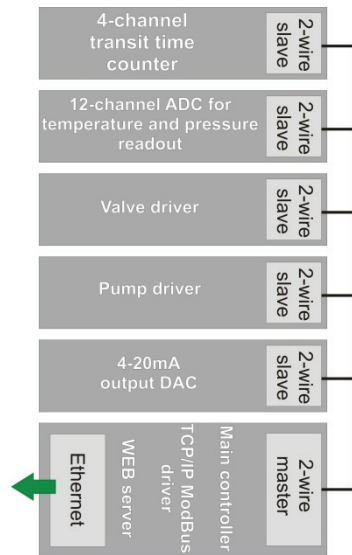 4-channel
transit time
counter
2-wire
slave
12-channel ADC for
temperature and pressure
readout
2-wire
slave
Valve driver
2-wire
slave
Pump driver
2-wire
slave
4-20mA
output DAC
2-wire
slave
Main controller
TCP/IP ModBus
driver
WEB server
2-wire
master
Ethernet